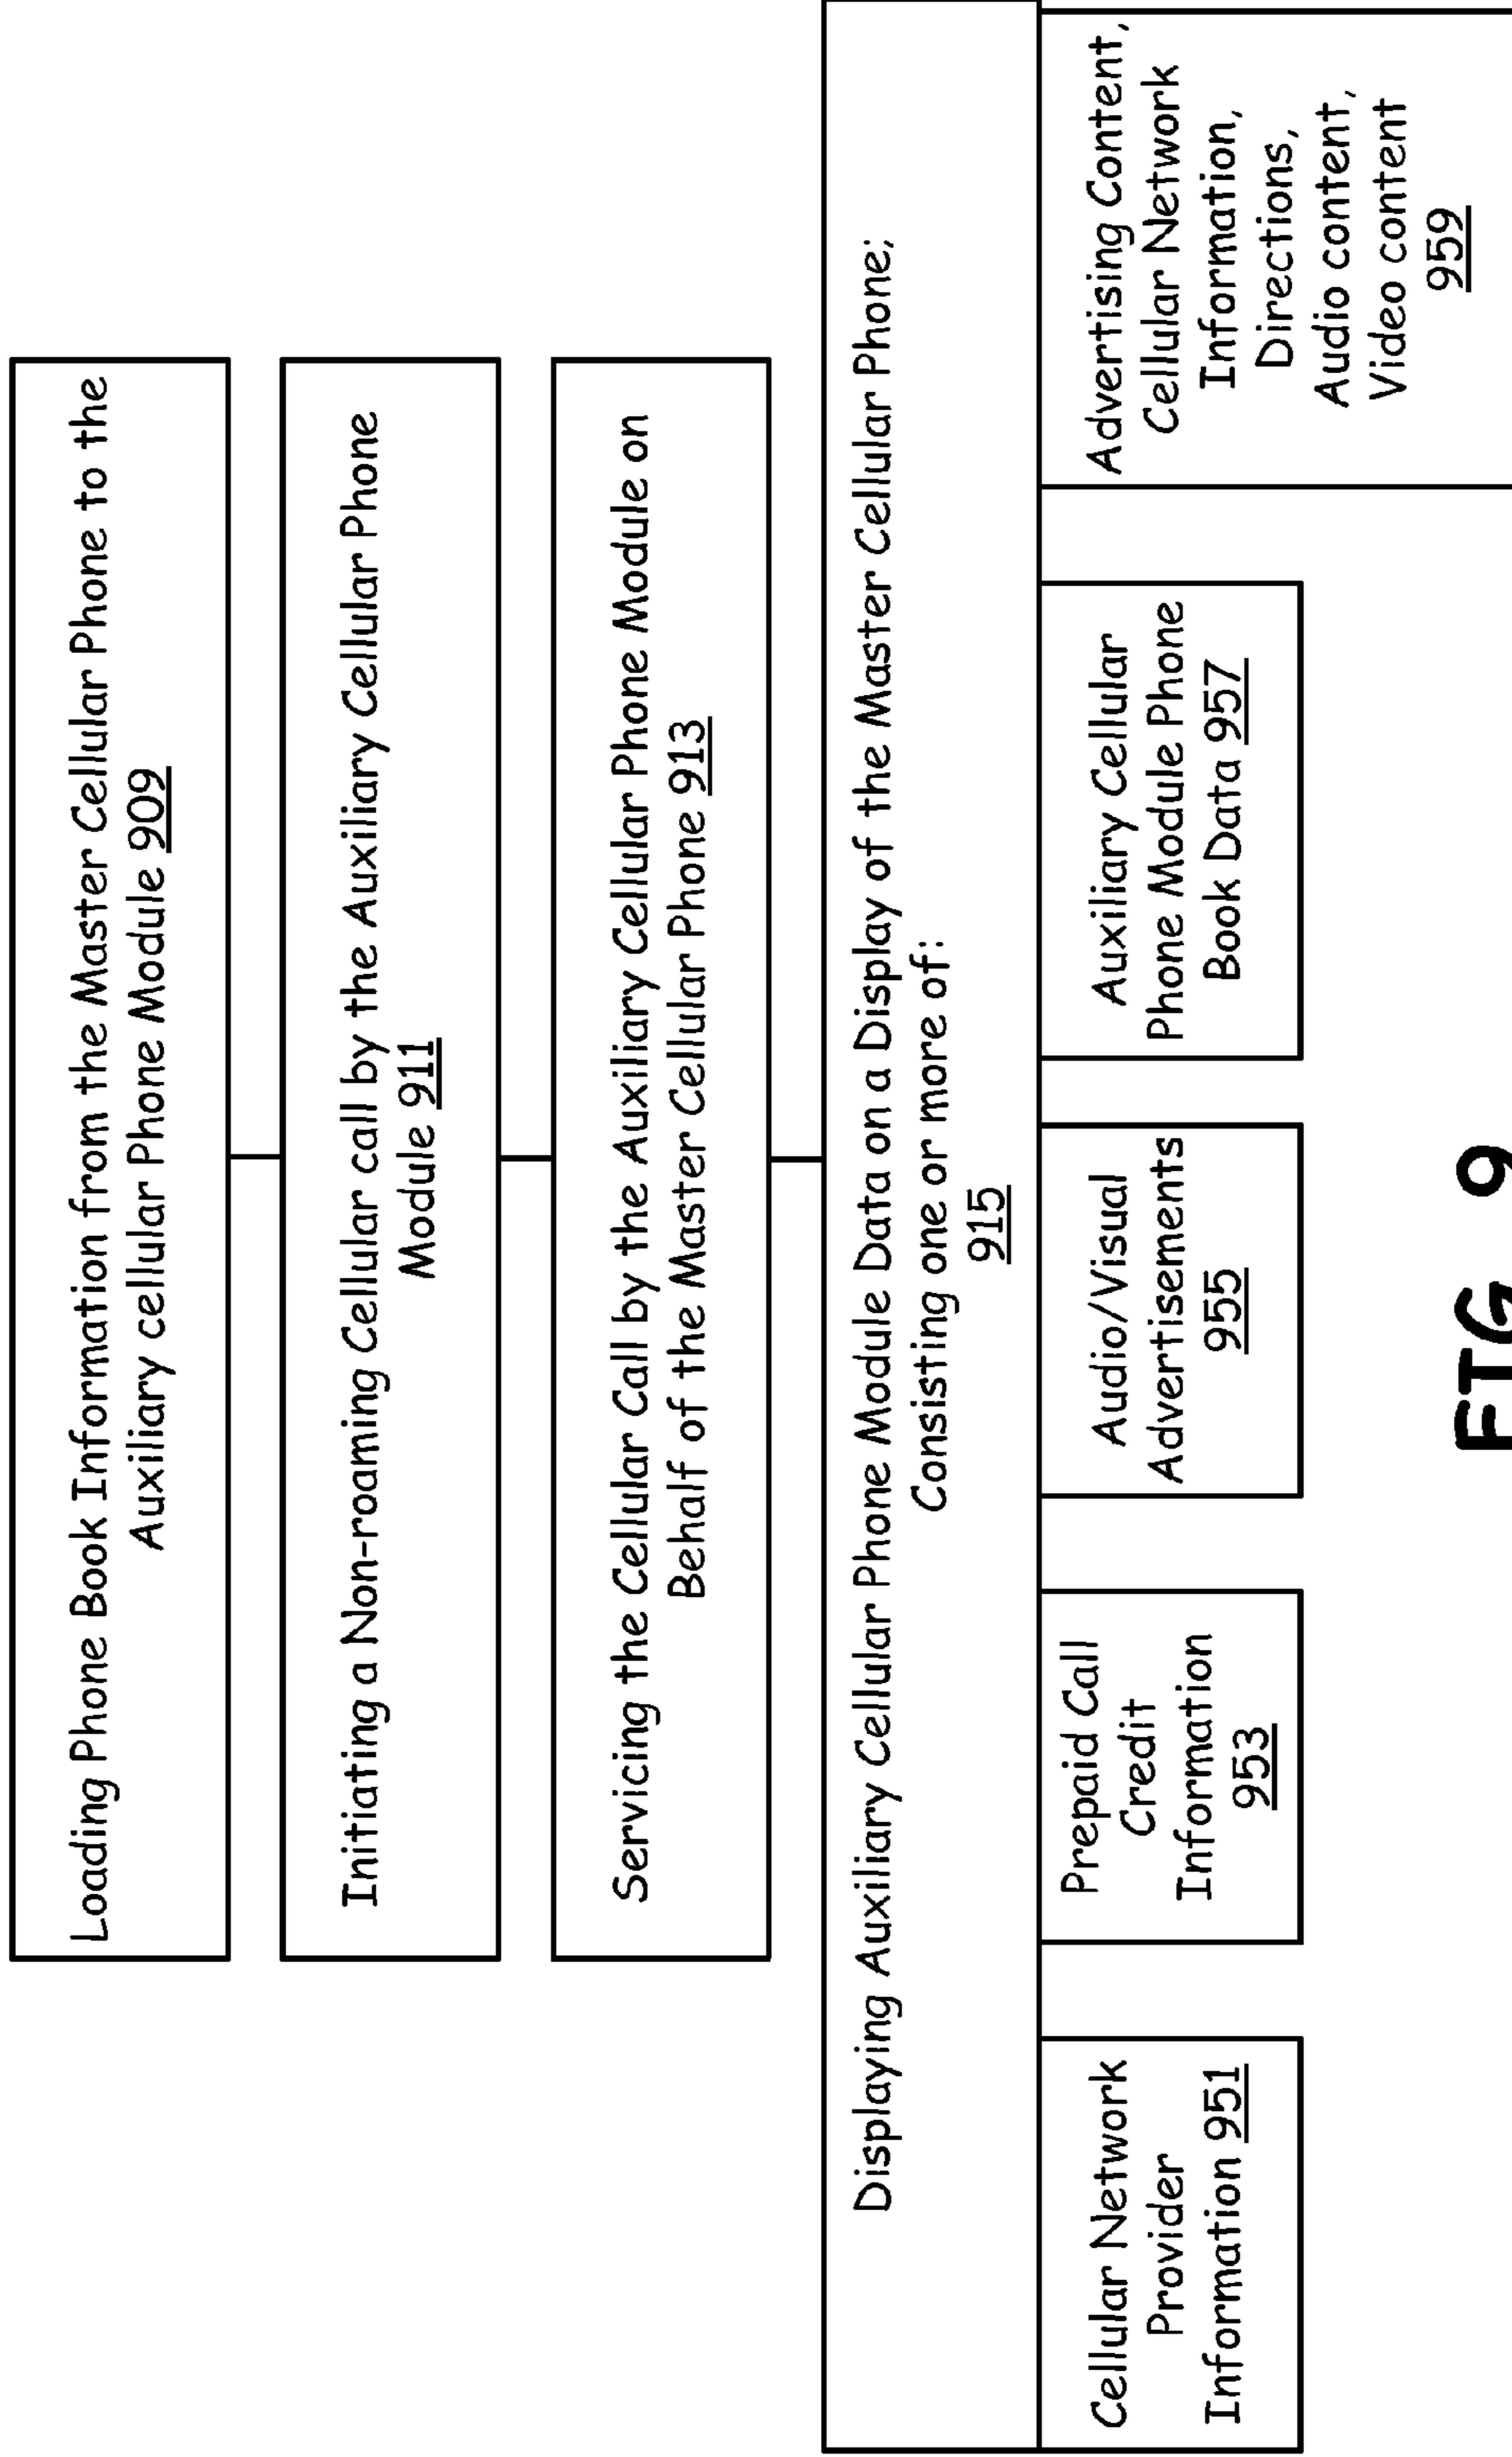 Loading Phone Book Information from the Master Cellular Phone to the
Auxiliary cellular Phone Module 909
Initiating a Non-roaming Cellular call by the Auxiliary Cellular Phone
Module 911
Servicing the Cellular Call by the Auxiliary Cellular Phone Module on
Behalf of the Master Cellular Phone 913
Displaying Auxiliary Cellular Phone Module Data on a Display of the Master Cellular Phone;
Consisting one or more of:
915
Cellular Network
Provider
Information 951
Prepaid Call
Credit
Information
953
Audio/Visual
Advertisements
955
Auxiliary Cellular
Phone Module Phone
Book Data 957
Advertising Content,
Cellular Network
Information,
Directions,
Audio content,
Video content
959
FIG 9